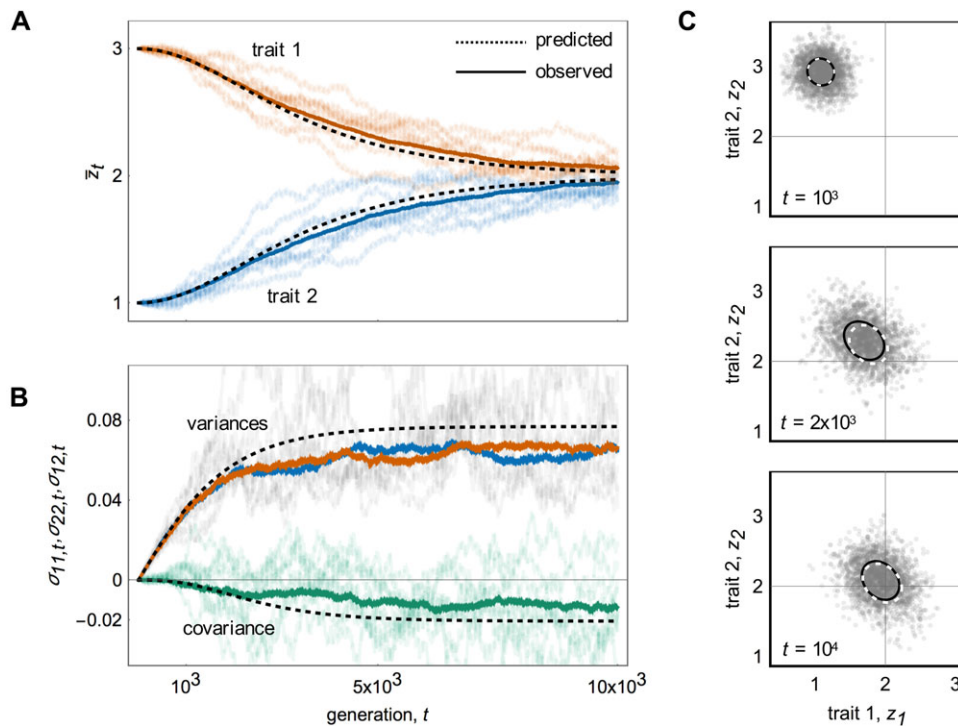 A
3
trait 1
predicted
observed
z̄t
2
trait 2
1
B
0.08
variances
σ11,t, σ22,t, σ12,t
0.04
0
−0.02
covariance
10³
5x10³
10x10³
generation, t
C
3
trait 2, z2
2
t = 10³
1
3
trait 2, z2
2
t = 2x10³
1
3
trait 2, z2
2
t = 10⁴
1
1
2
3
trait 1, z1